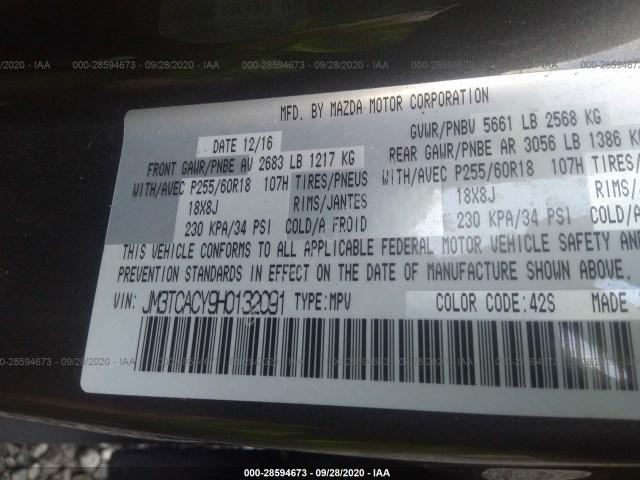 000-28594673 - 09/28/2020 - IAA
MFD. BY MAZDA MOTOR CORPORATION
DATE 12/16
GVWR/PNBV 5661 LB 2568 KG
FRONT GAWR/PNBE AV 2683 LB 1217 KG
REAR GAWR/PNBE AR 3056 LB 1386 KG
WITH/AVEC P255/60R18 107H TIRES/PNEUS
WITH/AVEC P255/60R18 107H TIRES/
18X8J RIMS/JANTES
18X8J RIMS/
230 KPA/34 PSI COLD/A FROID
230 KPA/34 PSI COLD/
THIS VEHICLE CONFORMS TO ALL APPLICABLE FEDERAL MOTOR VEHICLE SAFETY AND
PREVENTION STANDARDS IN EFFECT ON THE DATE OF MANUFACTURE SHOWN ABOVE.
VIN: JM3TCACY9H0132091 TYPE:MPV COLOR CODE:42S MADE
000-28594673 - 09/28/2020 - IAA